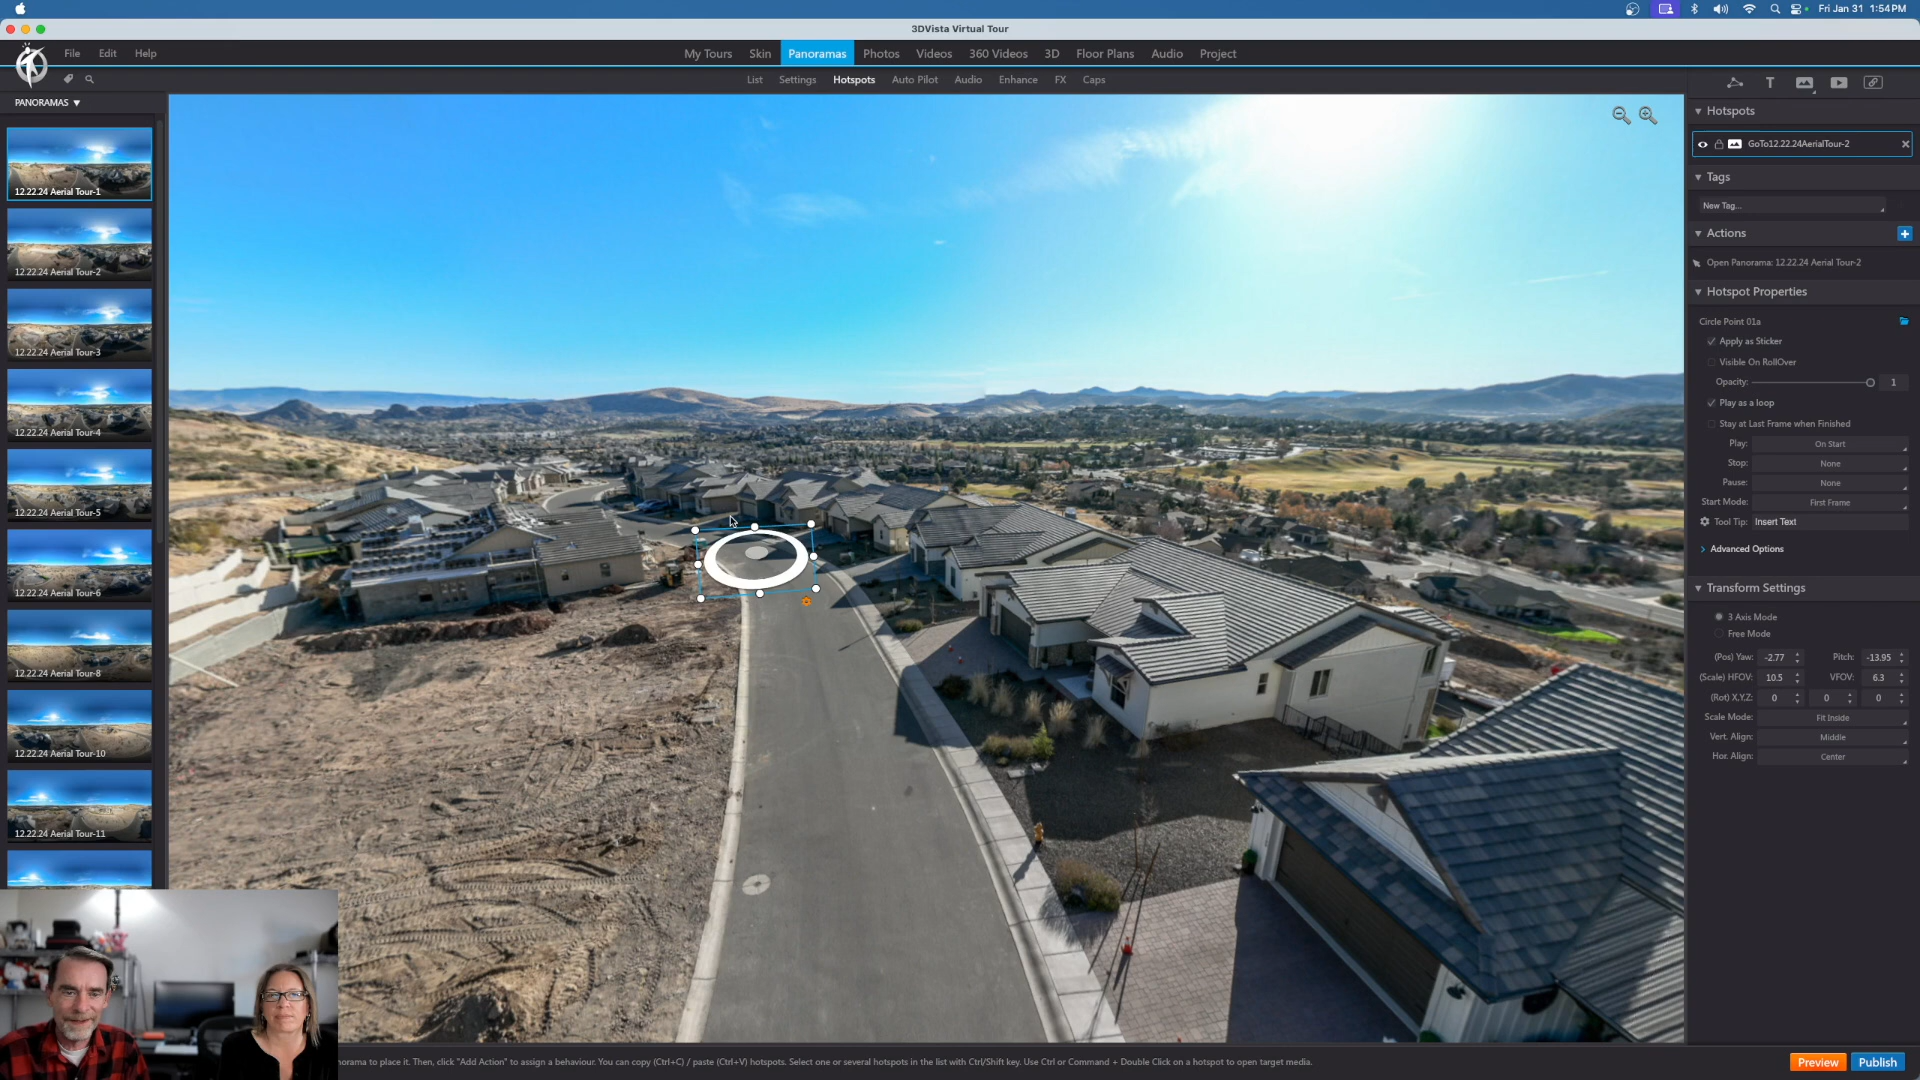 Fri Jan 31 1:54PM
3DVista Virtual Tour
File Edit Help
My Tours Skin Panoramas Photos Videos 360 Videos 3D Floor Plans Audio Project
List Settings Hotspots Auto Pilot Audio Enhance FX Caps
PANORAMAS ▼
12.22.24 Aerial Tour-1
12.22.24 Aerial Tour-2
12.22.24 Aerial Tour-3
12.22.24 Aerial Tour-4
12.22.24 Aerial Tour-5
12.22.24 Aerial Tour-6
12.22.24 Aerial Tour-8
12.22.24 Aerial Tour-10
12.22.24 Aerial Tour-11
T
Hotspots
GoTo12.22.24AerialTour-2
Tags
New Tag...
Actions
Open Panorama: 12.22.24 Aerial Tour-2
Hotspot Properties
Circle Point 01a
Apply as Sticker
Visible On RollOver
Opacity: 1
Play as a loop
Stay at Last Frame when Finished
Play: On Start
Stop: None
Pause: None
Start Mode: First Frame
Tool Tip: Insert Text
Advanced Options
Transform Settings
3 Axis Mode
Free Mode
(Pos) Yaw: -2.77 Pitch: -13.95
(Scale) HFOV: 10.5 VFOV: 6.3
(Rot) X,Y,Z: 0 0 0
Scale Mode: Fit Inside
Vert. Align: Middle
Hor. Align: Center
norama to place it. Then, click "Add Action" to assign a behaviour. You can copy (Ctrl+C) / paste (Ctrl+V) hotspots. Select one or several hotspots in the list with Ctrl/Shift key. Use Ctrl or Command + Double Click on a hotspot to open target media.
Preview Publish